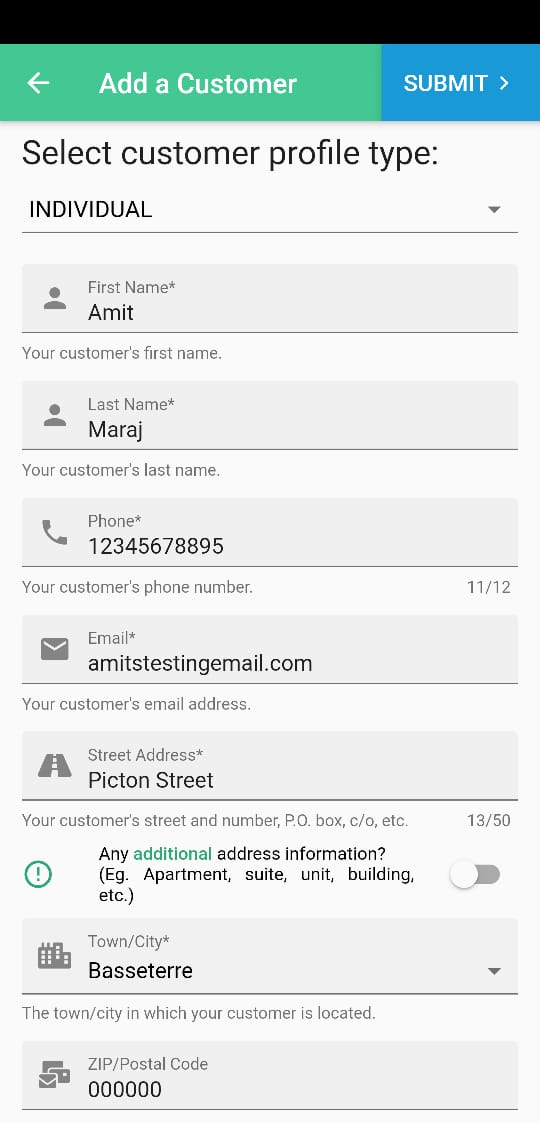 Add a Customer
SUBMIT
Select customer profile type:
INDIVIDUAL
First Name*
Amit
Your customer's first name.
Last Name*
Maraj
Your customer's last name.
Phone*
12345678895
Your customer's phone number. 11/12
Email*
amitstestingemail.com
Your customer's email address.
Street Address*
Picton Street
Your customer's street and number, P.O. box, c/o, etc. 13/50
Any additional address information?
(Eg. Apartment, suite, unit, building,
etc.)
Town/City*
Basseterre
The town/city in which your customer is located.
ZIP/Postal Code
000000